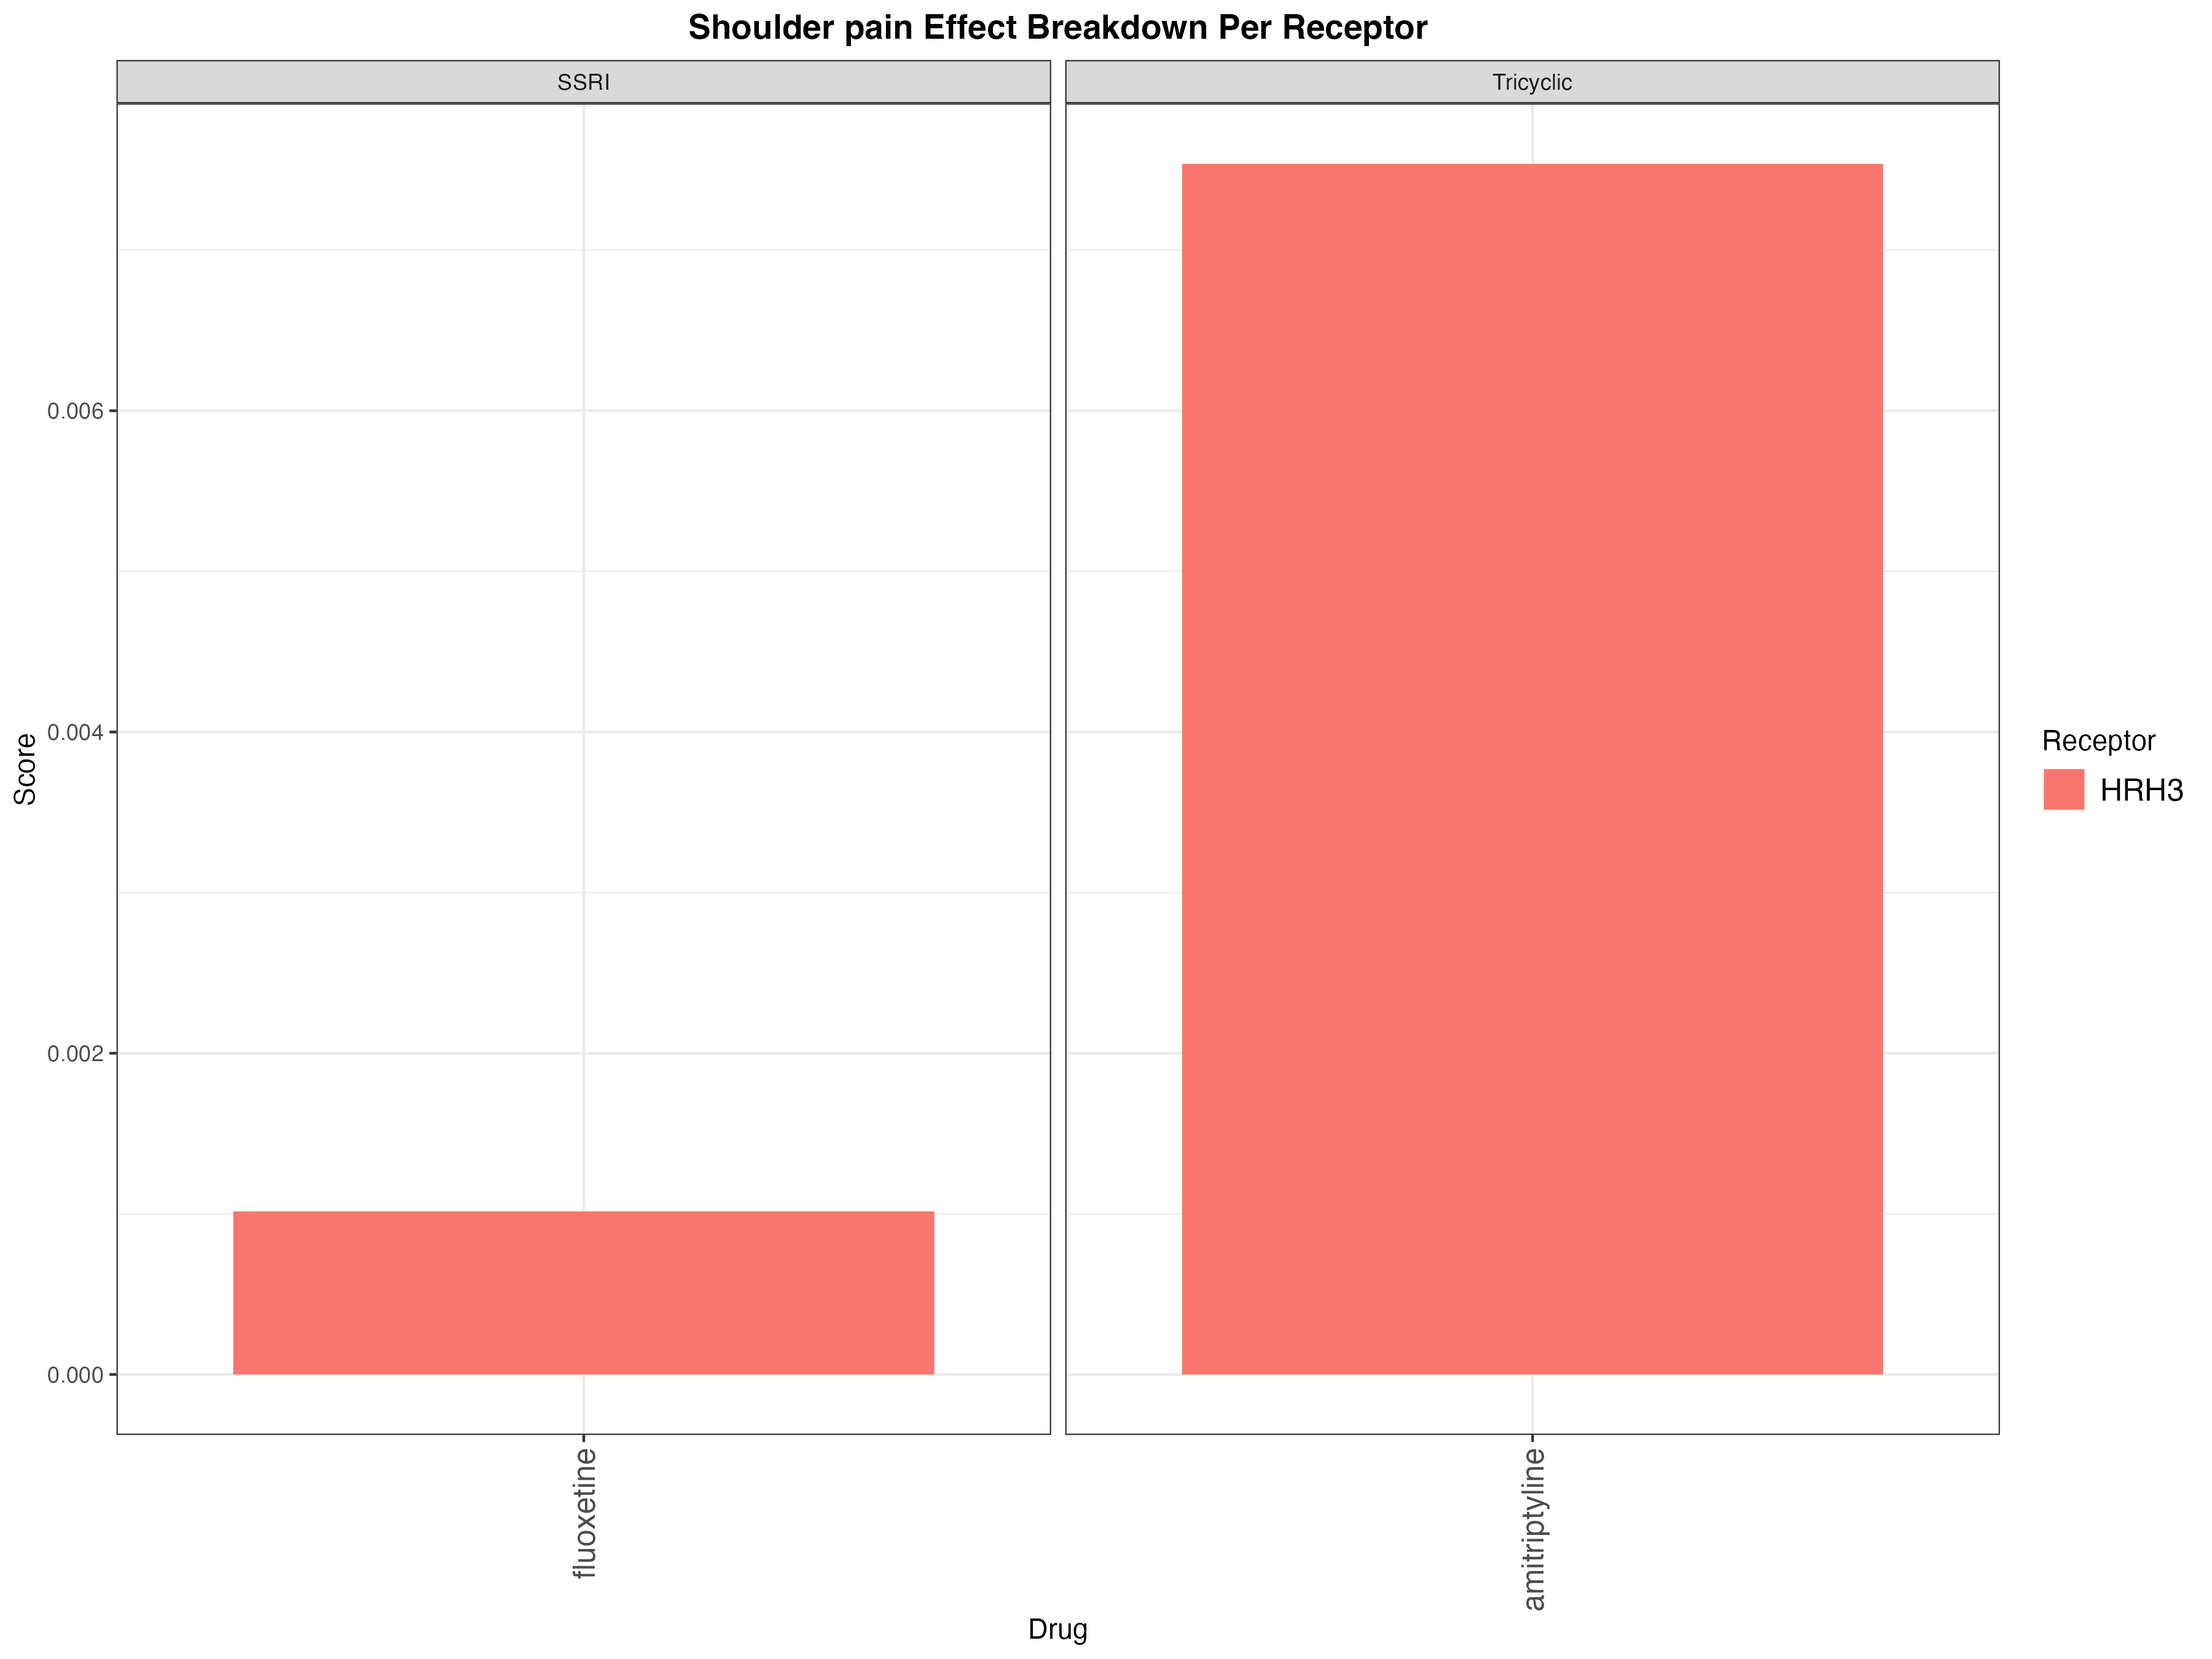 Shoulder pain Effect Breakdown Per Receptor
SSRI
Tricyclic
0.006
0.004
0.002
0.000
Score
fluoxetine
amitriptyline
Drug
Receptor
HRH3